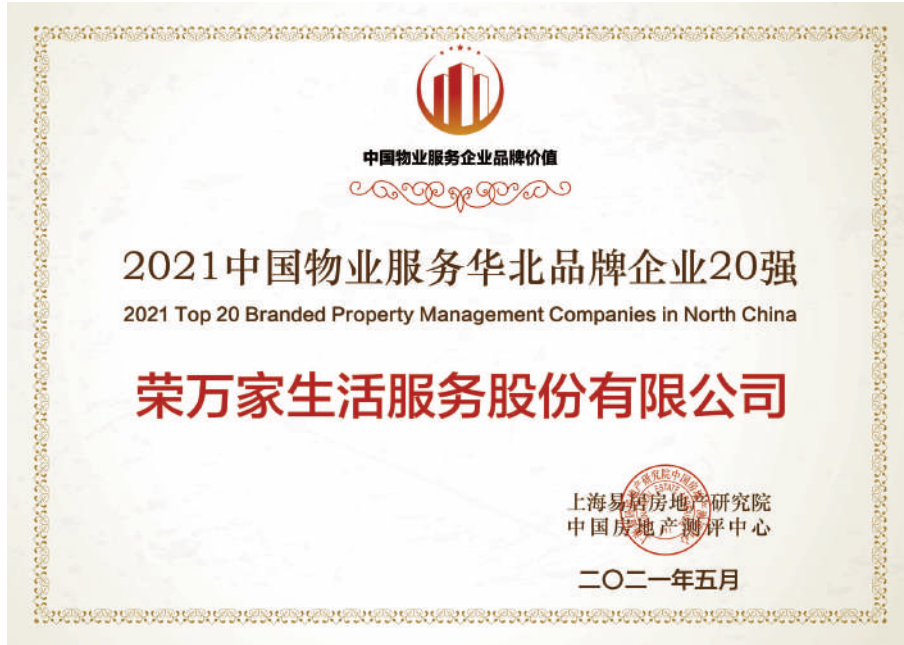 中国物业服务企业品牌价值
2021中国物业服务华北品牌企业20强
2021 Top 20 Branded Property Management Companies in North China
荣万家生活服务股份有限公司
上海易居房地产研究院
中国房地产测评中心
二〇二一年五月